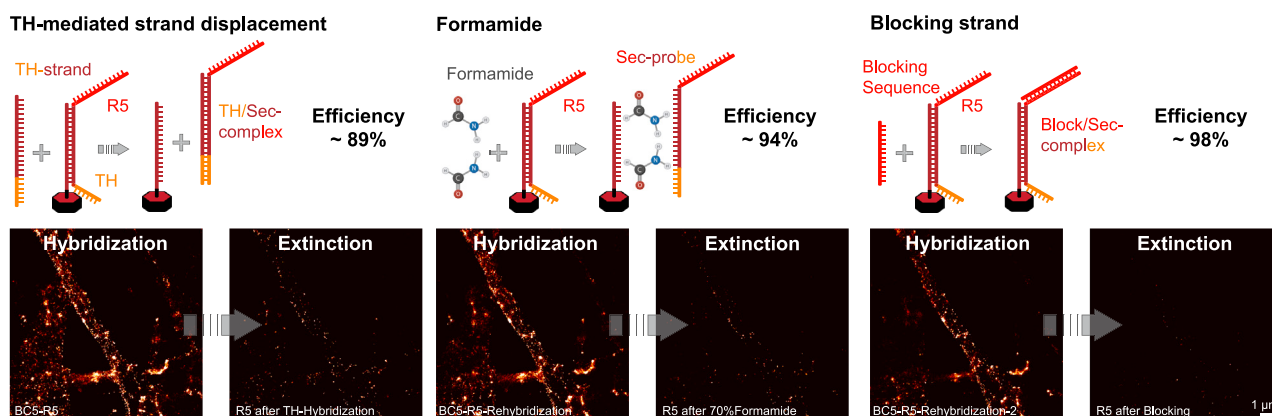 TH-mediated strand displacement
TH-strand
R5
TH
TH/Sec-
complex
Efficiency
~ 89%
Hybridization
BC5-R5
Extinction
R5 after TH-Hybridization
Formamide
Formamide
O
C
N
H
H
H
H
H
N
C
H
O
R5
Sec-probe
O
C
N
H
H
H
H
H
N
C
H
O
Efficiency
~ 94%
Hybridization
BC5-R5-Rehybridization
Extinction
R5 after 70%Formamide
Blocking strand
Blocking
Sequence
R5
Block/Sec-
complex
Efficiency
~ 98%
Hybridization
BC5-R5-Rehybridization-2
Extinction
R5 after Blocking
1 µm